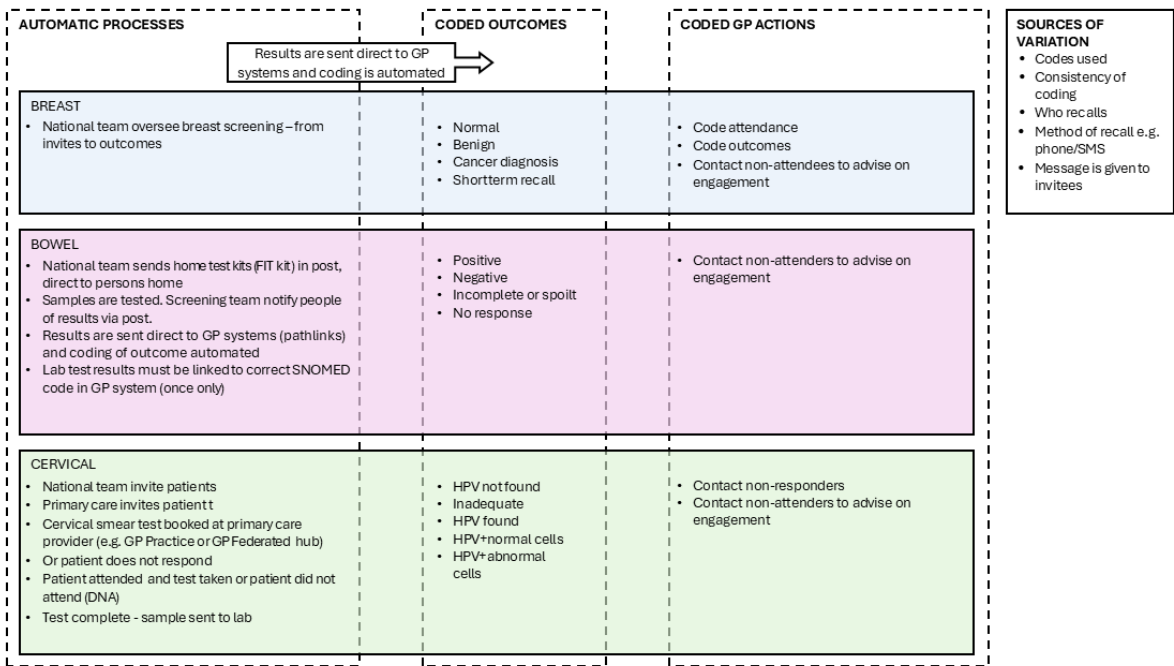 AUTOMATIC PROCESSES
CODED OUTCOMES
CODED GP ACTIONS
SOURCES OF
VARIATION
• Codes used
• Consistency of
coding
• Who recalls
• Method of recall e.g.
phone/SMS
• Message is given to
invitees
Results are sent direct to GP
systems and coding is automated
BREAST
• National team oversee breast screening – from
invites to outcomes
• Normal
• Benign
• Cancer diagnosis
• Short term recall
• Code attendance
• Code outcomes
• Contact non-attendees to advise on
engagement
BOWEL
• National team sends home test kits (FIT kit) in post,
direct to persons home
• Samples are tested. Screening team notify people
of results via post.
• Results are sent direct to GP systems (pathlinks)
and coding of outcome automated
• Lab test results must be linked to correct SNOMED
code in GP system (once only)
• Positive
• Negative
• Incomplete or spoilt
• No response
• Contact non-attenders to advise on
engagement
CERVICAL
• National team invite patients
• Primary care invites patient t
• Cervical smear test booked at primary care
provider (e.g. GP Practice or GP Federated hub)
• Or patient does not respond
• Patient attended and test taken or patient did not
attend (DNA)
• Test complete - sample sent to lab
• HPV not found
• Inadequate
• HPV found
• HPV+normal cells
• HPV+abnormal
cells
• Contact non-responders
• Contact non-attenders to advise on
engagement